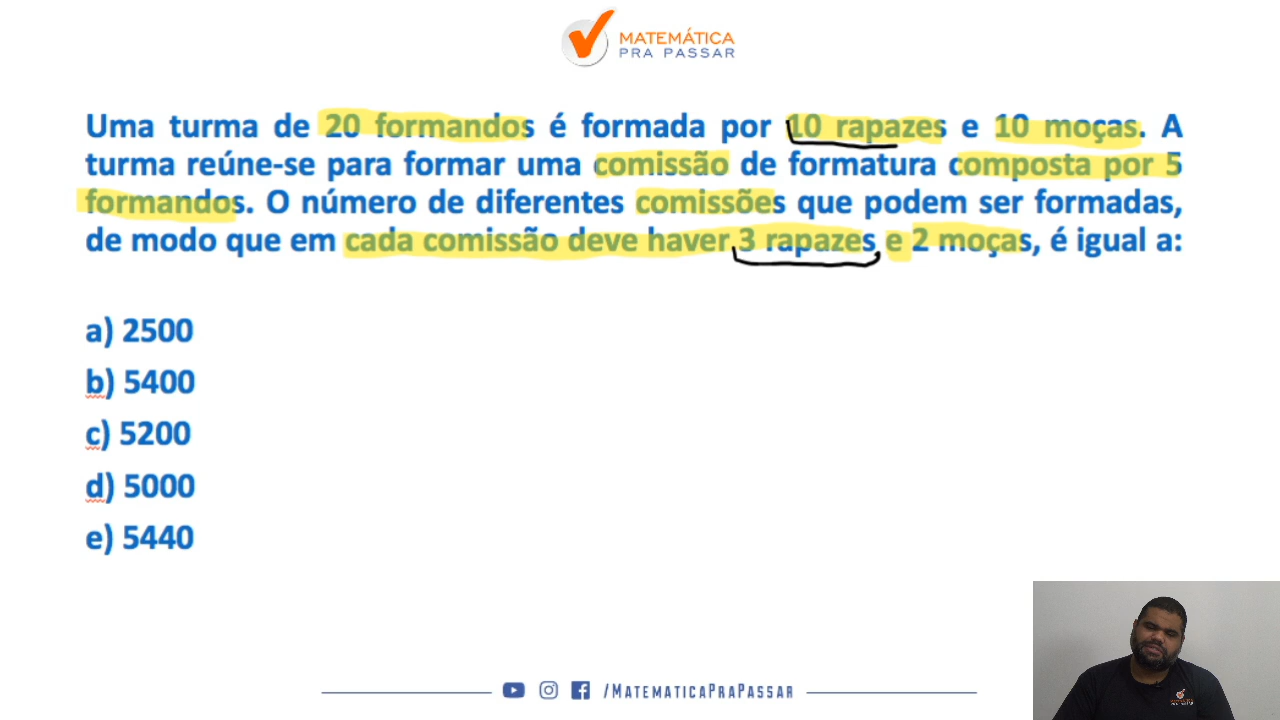 MATEMÁTICA
PRA PASSAR
Uma turma de 20 formandos é formada por 10 rapazes e 10 moças. A
turma reúne-se para formar uma comissão de formatura composta por 5
formandos. O número de diferentes comissões que podem ser formadas,
de modo que em cada comissão deve haver 3 rapazes e 2 moças, é igual a:
a) 2500
b) 5400
c) 5200
d) 5000
e) 5440
/MATEMATICAPRAPASSAR